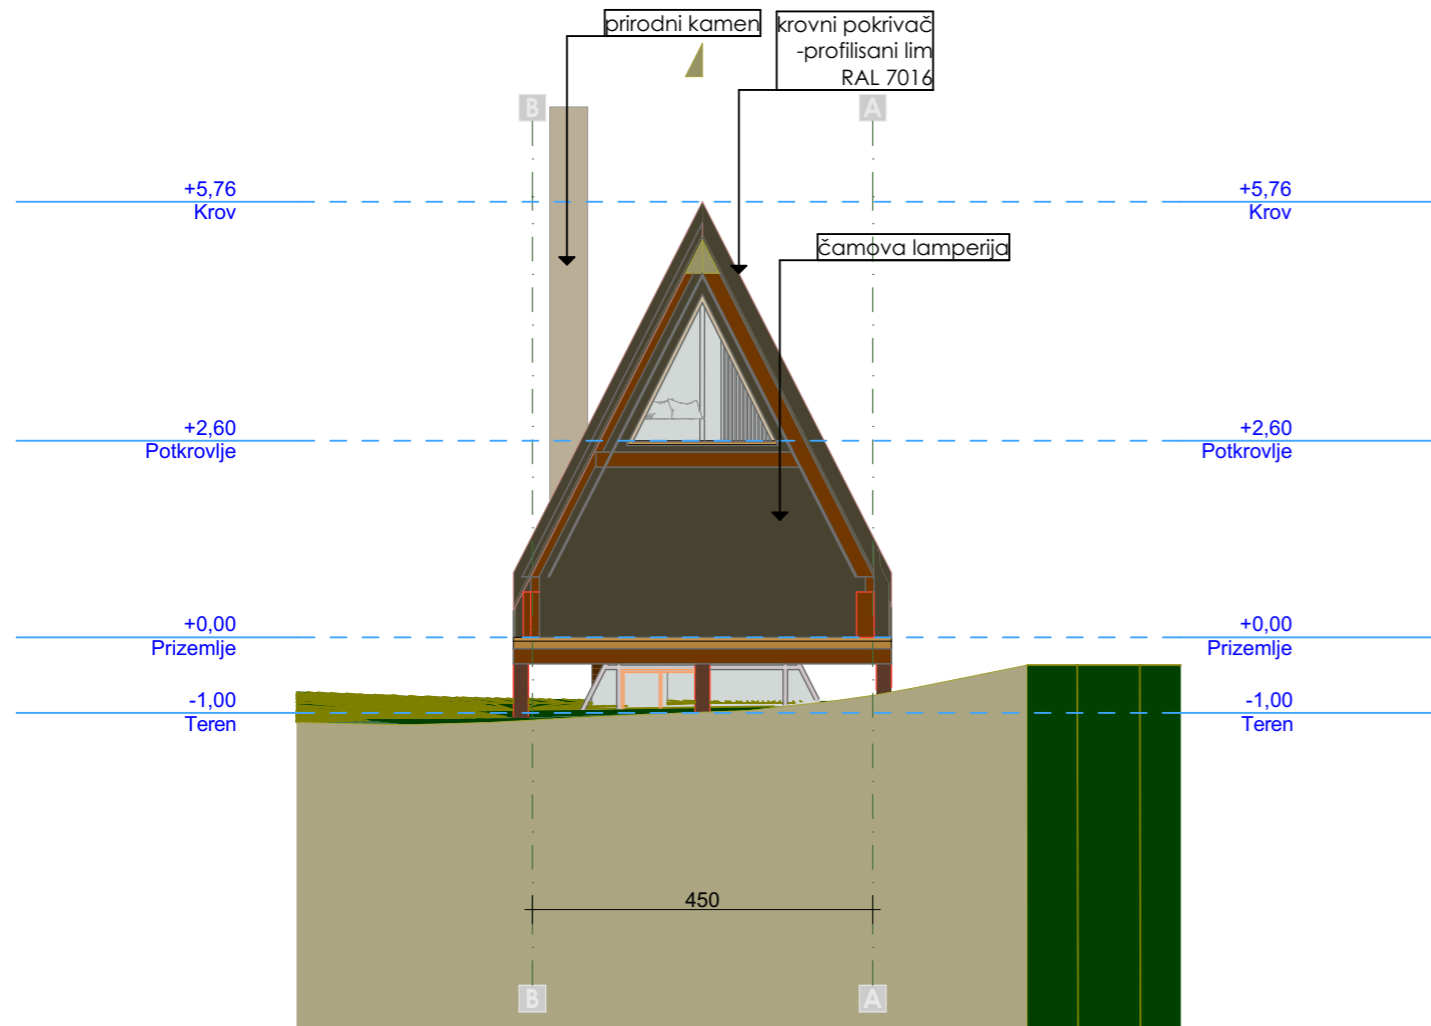 prirodni kamen
krovni pokrivač
-profilisani lim
RAL 7016
B
A
+5,76
Krov
+5,76
Krov
čamova lamperija
+2,60
Potkrovlje
+2,60
Potkrovlje
+0,00
Prizemlje
+0,00
Prizemlje
-1,00
Teren
-1,00
Teren
450
B
A